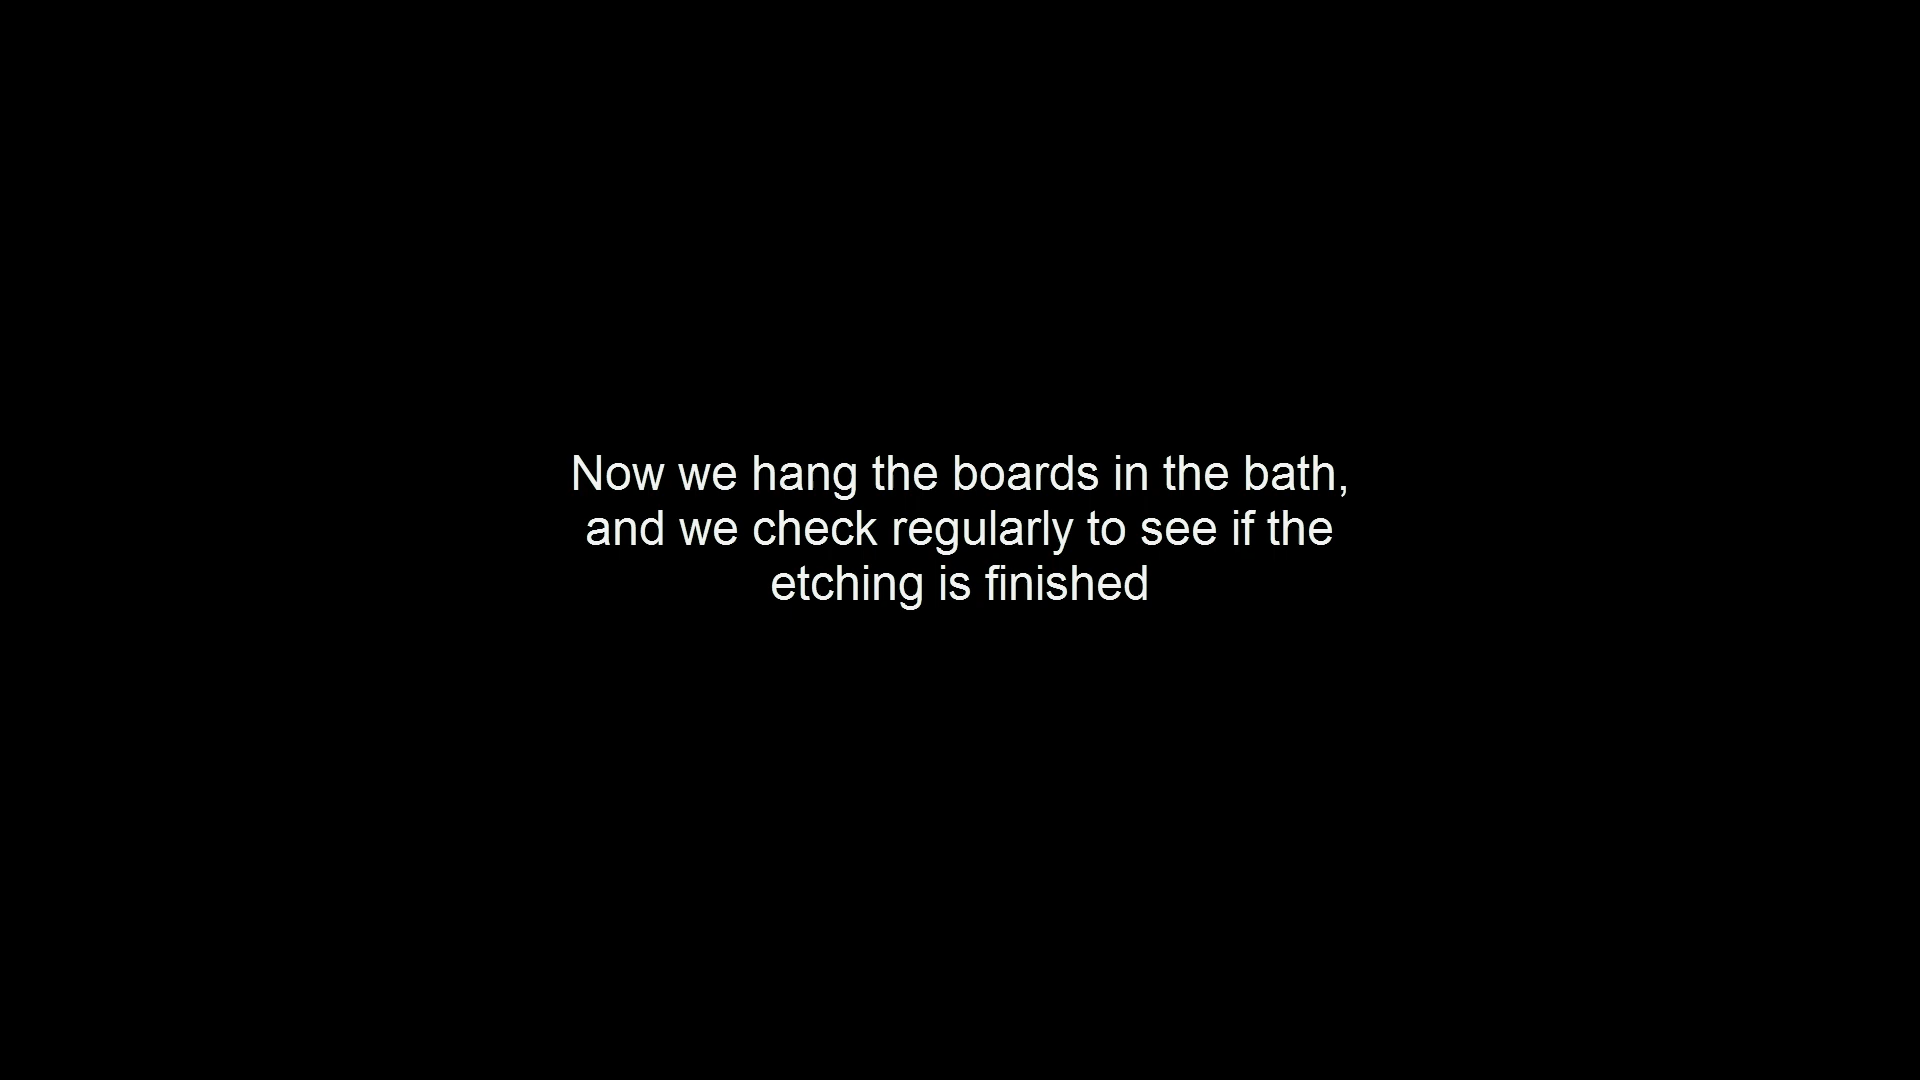 Now we hang the boards in the bath,
and we check regularly to see if the
etching is finished